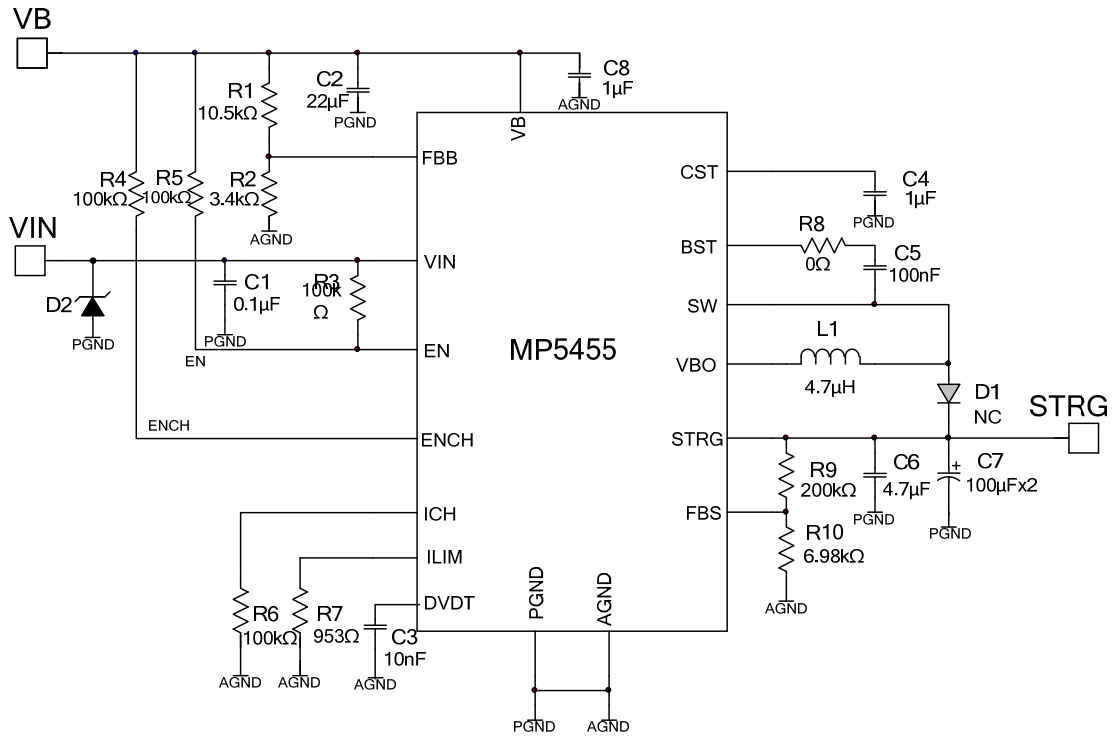 VB
R1
10.5kΩ
C2
22µF
PGND
C8
1µF
AGND
VB
FBB
R4
100kΩ
R5
100kΩ
R2
3.4kΩ
AGND
CST
C4
1µF
PGND
VIN
VIN
D2
PGND
C1
0.1µF
PGND
R3
100k
Ω
EN
EN
BST
R8
0Ω
C5
100nF
SW
MP5455
VBO
L1
4.7µH
D1
NC
STRG
ENCH
ENCH
STRG
R9
200kΩ
C6
4.7µF
PGND
+
C7
100µFx2
PGND
FBS
R10
6.98kΩ
AGND
ICH
ILIM
DVDT
R6
100kΩ
AGND
R7
953Ω
AGND
C3
10nF
AGND
PGND
AGND
PGND
AGND